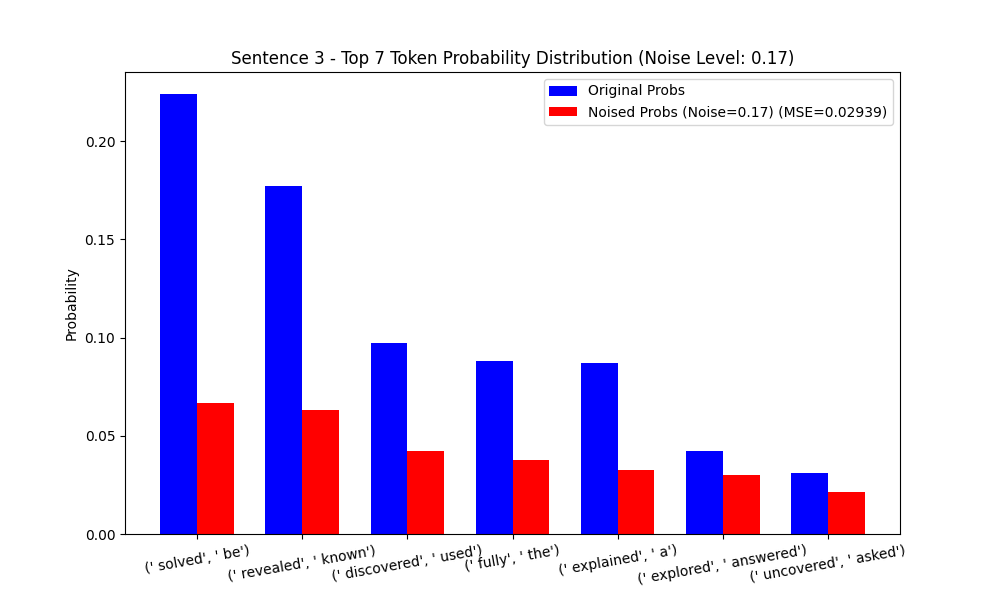 Sentence 3 - Top 7 Token Probability Distribution (Noise Level: 0.17)
Original Probs
Noised Probs (Noise=0.17) (MSE=0.02939)
Probability
0.20
0.15
0.10
0.05
0.00
(' solved', ' be')
(' revealed', ' known')
(' discovered', ' used')
(' fully', ' the')
(' explained', ' a')
(' explored', ' answered')
(' uncovered', ' asked')